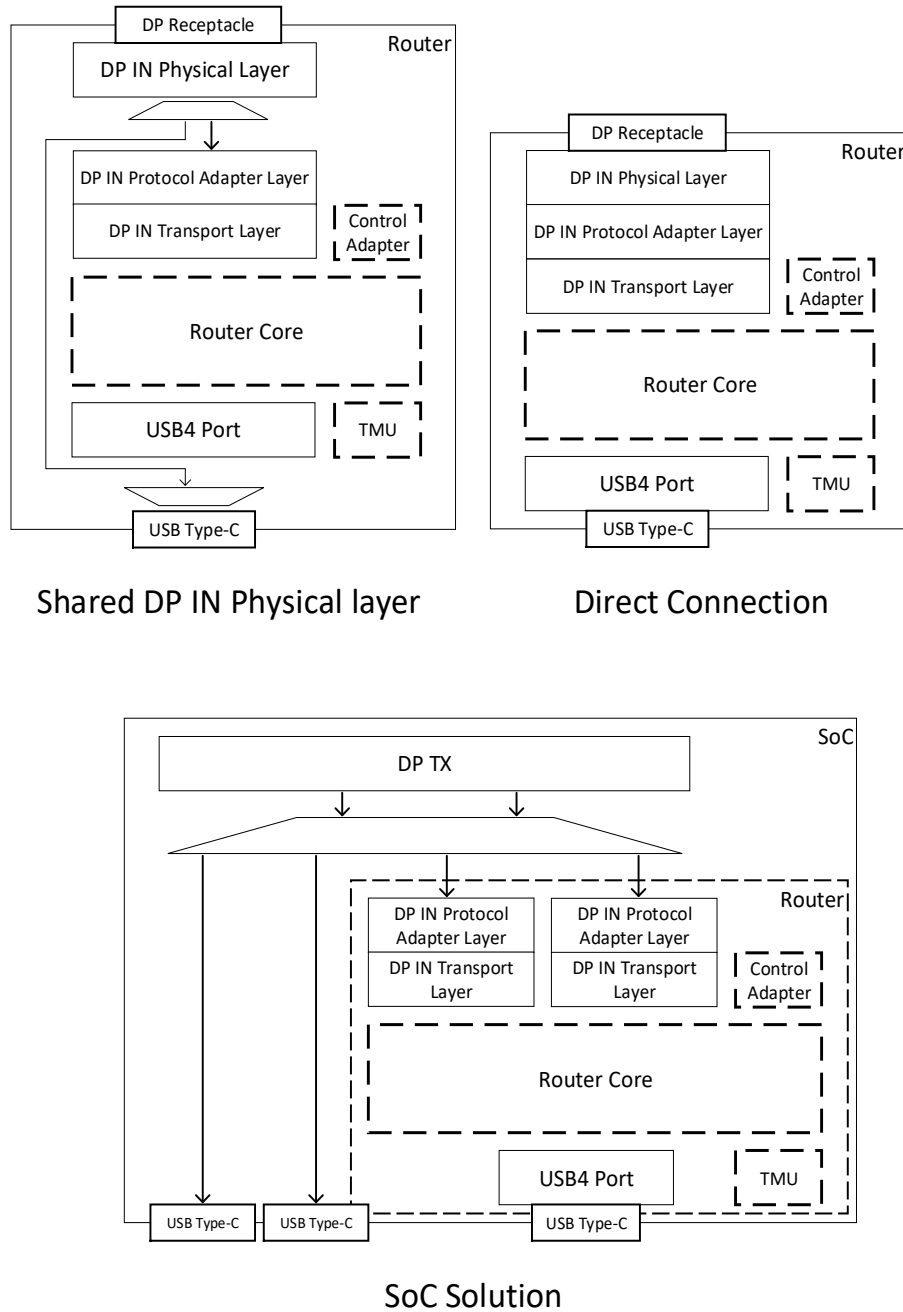 DP Receptacle
Router
DP IN Physical Layer
DP IN Protocol Adapter Layer
DP IN Transport Layer
Control
Adapter
Router Core
USB4 Port
TMU
USB Type-C
Shared DP IN Physical layer
DP Receptacle
Router
DP IN Physical Layer
DP IN Protocol Adapter Layer
DP IN Transport Layer
Control
Adapter
Router Core
USB4 Port
TMU
USB Type-C
Direct Connection
SoC
DP TX
Router
DP IN Protocol
Adapter Layer
DP IN Transport
Layer
DP IN Protocol
Adapter Layer
DP IN Transport
Layer
Control
Adapter
Router Core
USB4 Port
TMU
USB Type-C
USB Type-C
USB Type-C
SoC Solution